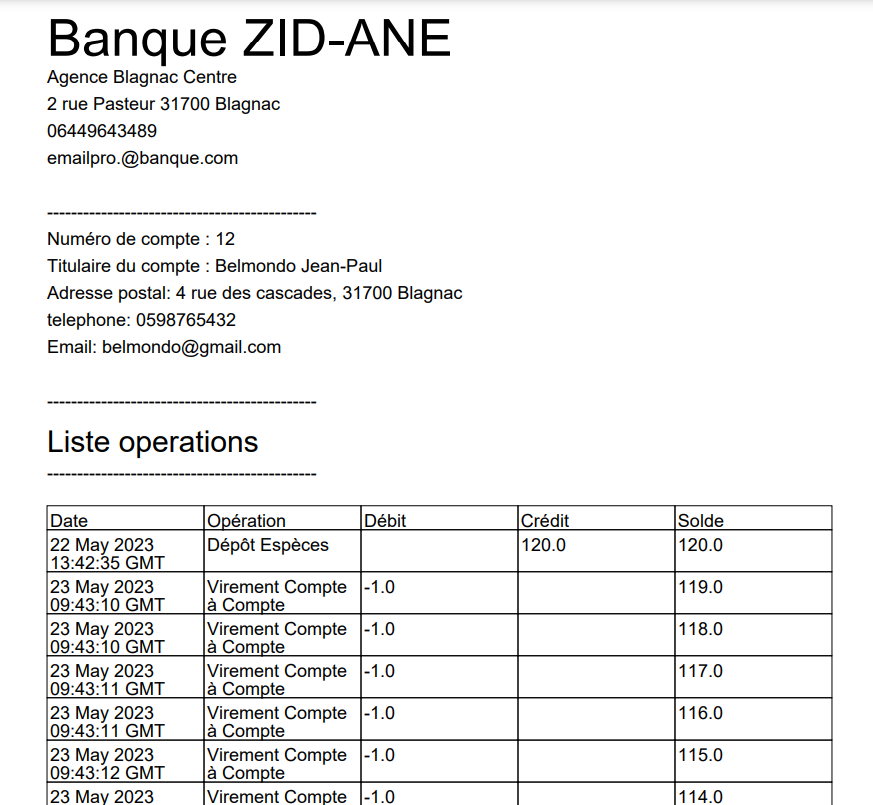 Banque ZID-ANE
Agence Blagnac Centre
2 rue Pasteur 31700 Blagnac
06449643489
emailpro.@banque.com
---------------------------------------------
Numéro de compte : 12
Titulaire du compte : Belmondo Jean-Paul
Adresse postal: 4 rue des cascades, 31700 Blagnac
telephone: 0598765432
Email: belmondo@gmail.com
---------------------------------------------
Liste operations
---------------------------------------------
Date Opération Débit Crédit Solde
22 May 2023 Dépôt Espèces 120.0 120.0
13:42:35 GMT
23 May 2023 Virement Compte -1.0 119.0
09:43:10 GMT à Compte
23 May 2023 Virement Compte -1.0 118.0
09:43:10 GMT à Compte
23 May 2023 Virement Compte -1.0 117.0
09:43:11 GMT à Compte
23 May 2023 Virement Compte -1.0 116.0
09:43:11 GMT à Compte
23 May 2023 Virement Compte -1.0 115.0
09:43:12 GMT à Compte
23 May 2023 Virement Compte -1.0 114.0